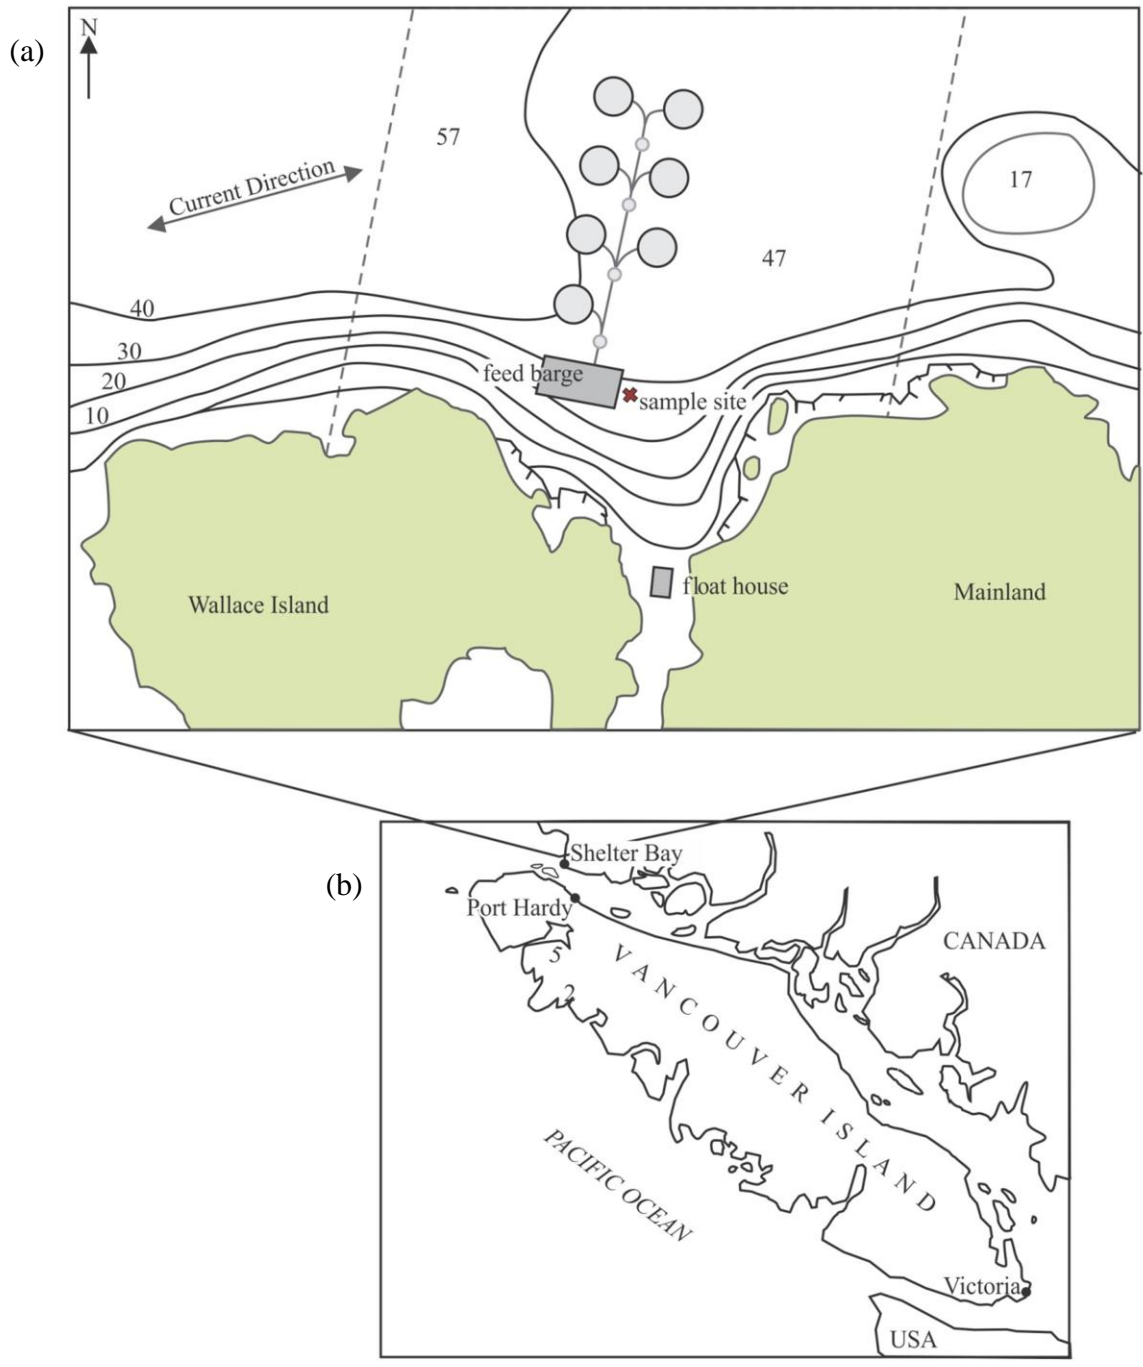 (a)
N
57
Current Direction
17
47
40
30
20
10
feed barge
sample site
float house
Wallace Island
Mainland
(b)
Shelter Bay
Port Hardy
CANADA
5
2
VANCOUVER ISLAND
PACIFIC OCEAN
Victoria
USA